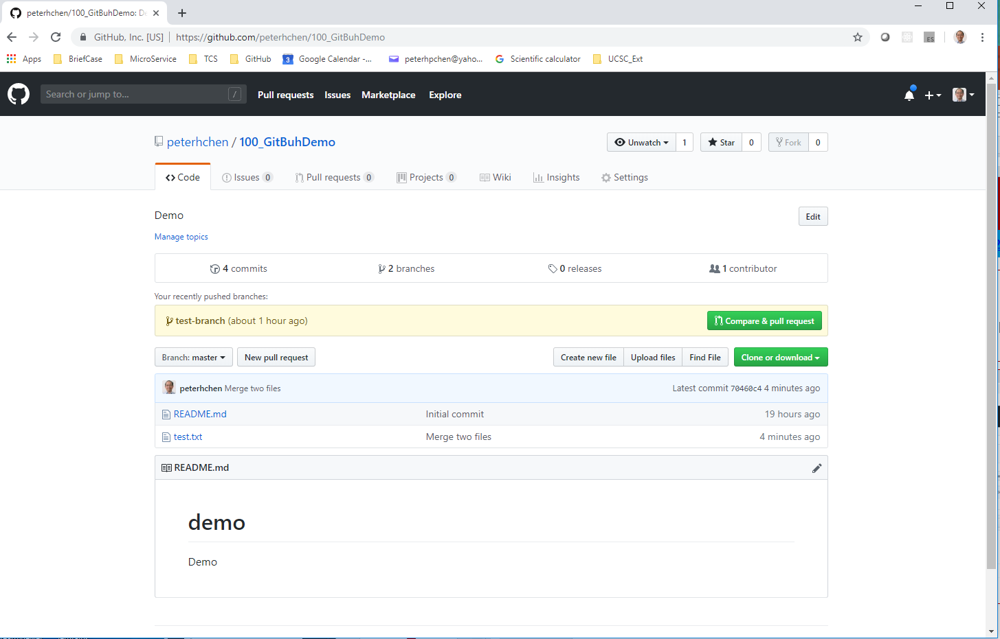 peterhchen/100_GitBuhDemo: De
GitHub, Inc. [US] https://github.com/peterhchen/100_GitBuhDemo
ES
Apps BriefCase MicroService TCS GitHub 3 Google Calendar -... peterhpchen@yaho... Scientific calculator UCSC_Ext
Search or jump to... / Pull requests Issues Marketplace Explore
peterhchen / 100_GitBuhDemo Unwatch 1 Star 0 Fork 0
Code Issues 0 Pull requests 0 Projects 0 Wiki Insights Settings
Demo Edit
Manage topics
4 commits 2 branches 0 releases 1 contributor
Your recently pushed branches:
test-branch (about 1 hour ago) Compare & pull request
Branch: master New pull request Create new file Upload files Find File Clone or download
peterhchen Merge two files Latest commit 70460c4 4 minutes ago
README.md Initial commit 19 hours ago
test.txt Merge two files 4 minutes ago
README.md
demo
Demo